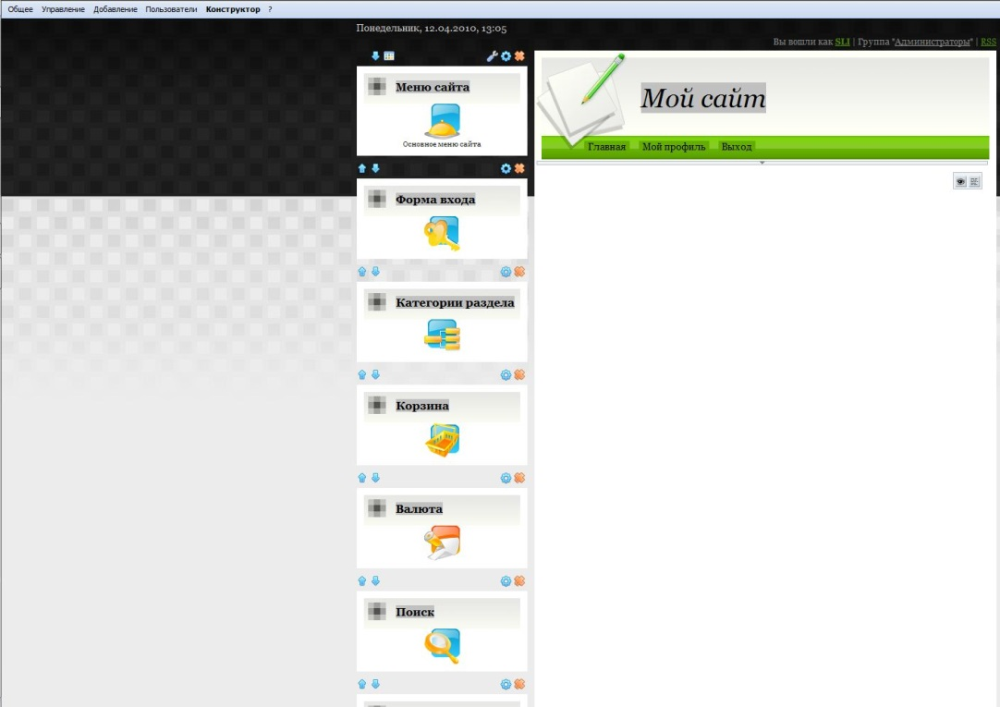 Общее Управление Добавление Пользователи Конструктор ?
Понедельник, 12.04.2010, 13:05
Вы вошли как SLI | Группа "Администраторы" | RSS
Мой сайт
Главная Мой профиль Выход
Меню сайта
Основное меню сайта
Форма входа
Категории раздела
Корзина
Валюта
Поиск